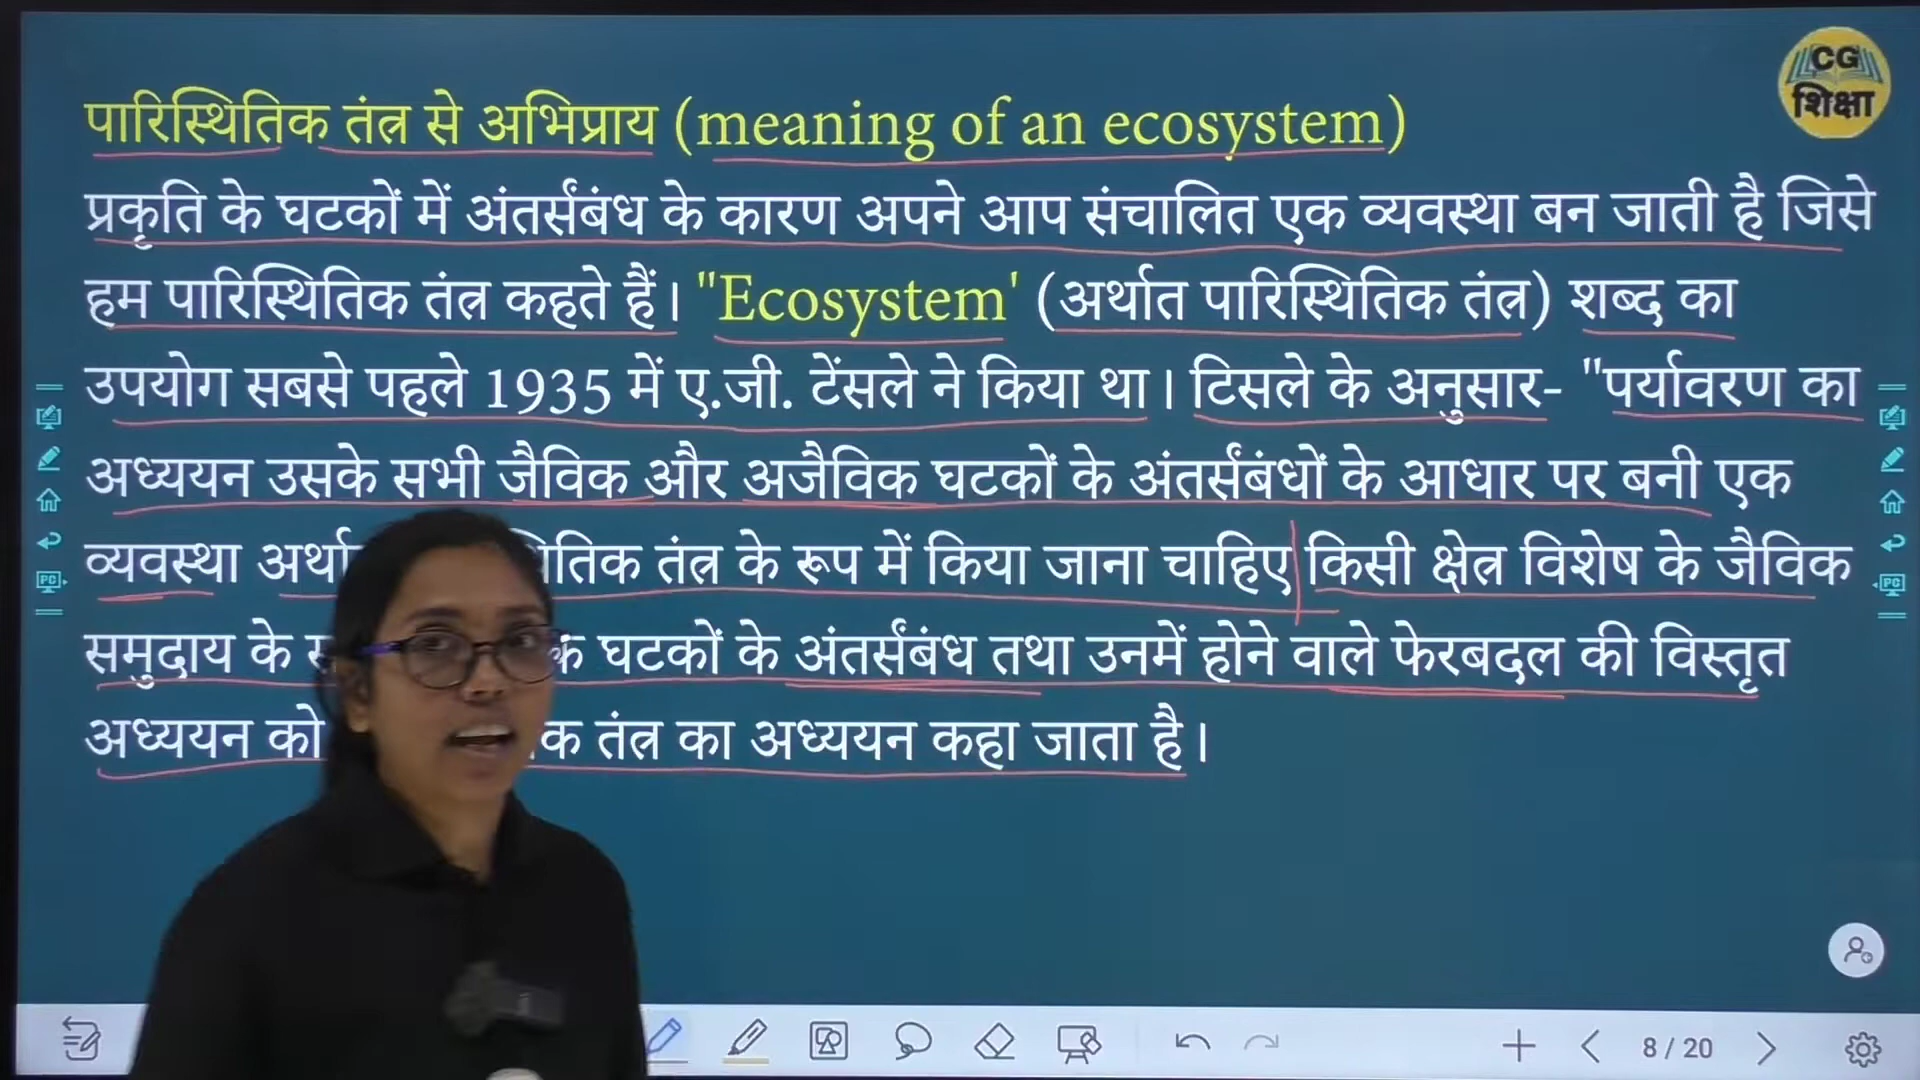 CG
शिक्षा
पारिस्थितिक तंत्र से अभिप्राय (meaning of an ecosystem)
प्रकृति के घटकों में अंतर्संबंध के कारण अपने आप संचालित एक व्यवस्था बन जाती है जिसे
हम पारिस्थितिक तंत्र कहते हैं। "Ecosystem' (अर्थात पारिस्थितिक तंत्र) शब्द का
उपयोग सबसे पहले 1935 में ए.जी. टेंसले ने किया था। टिसले के अनुसार- "पर्यावरण का
अध्ययन उसके सभी जैविक और अजैविक घटकों के अंतर्संबंधों के आधार पर बनी एक
व्यवस्था तंत्र के रूप में किया जाना चाहिए किसी क्षेत्र विशेष के जैविक
समुदाय के घटकों के अंतर्संबंध तथा उनमें होने वाले फेरबदल की विस्तृत
अध्ययन को तंत्र का अध्ययन कहा जाता है।
8 / 20